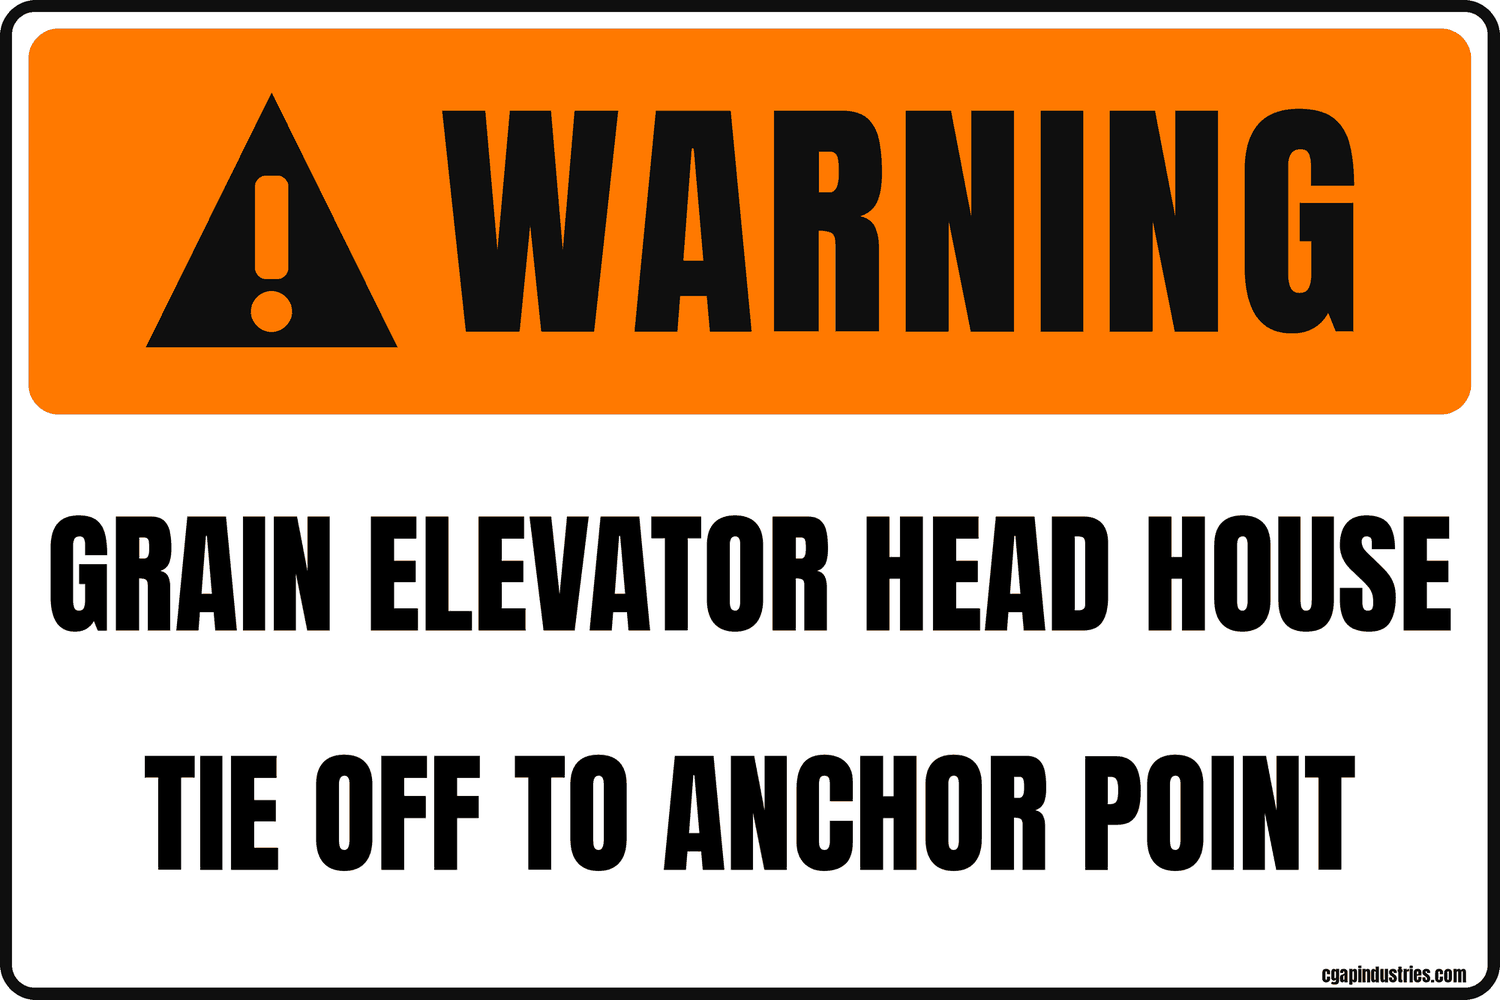 WARNING
GRAIN ELEVATOR HEAD HOUSE
TIE OFF TO ANCHOR POINT
cgapindustries.com